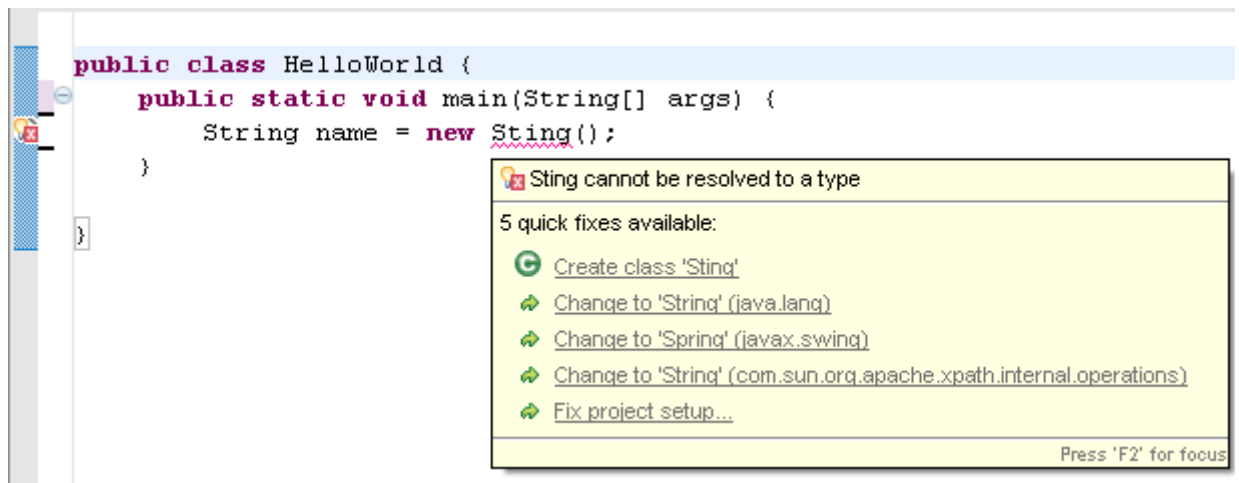 public class HelloWorld {
public static void main(String[] args) {
String name = new Sting();
}
}
Sting cannot be resolved to a type
5 quick fixes available:
Create class 'Sting'
Change to 'String' (java.lang)
Change to 'Spring' (javax.swing)
Change to 'String' (com.sun.org.apache.xpath.internal.operations)
Fix project setup...
Press 'F2' for focus